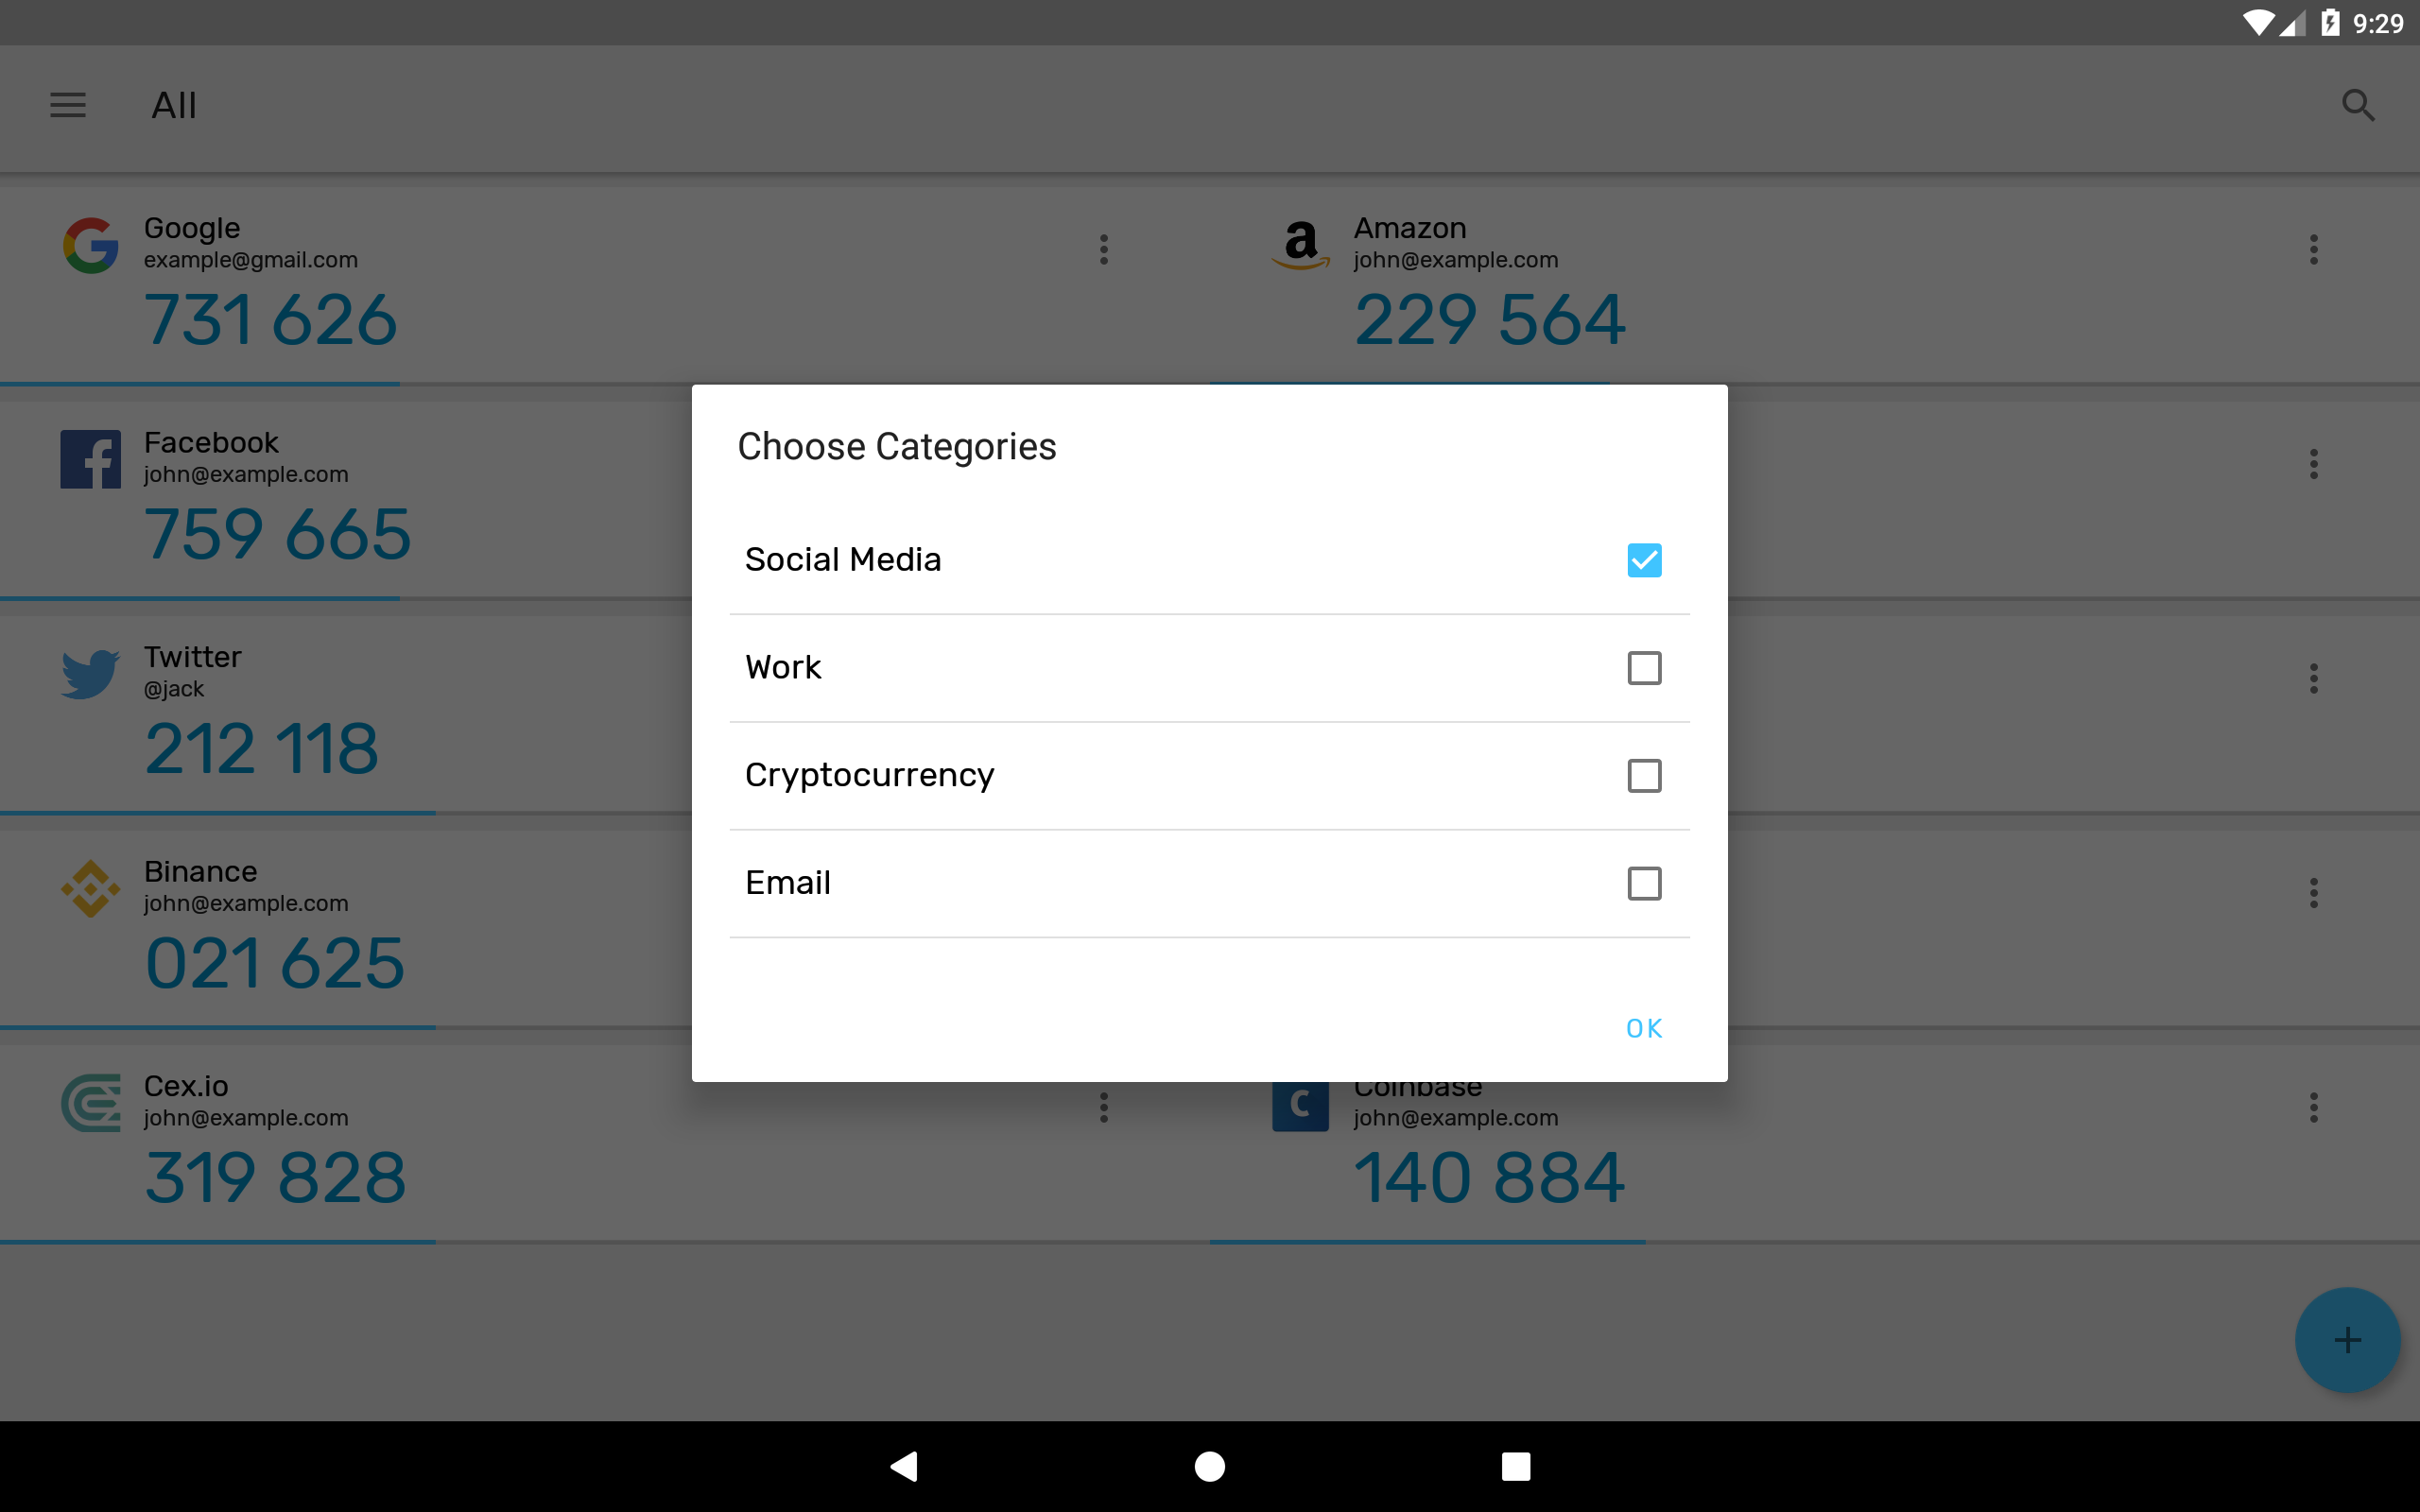 9:29
All
Google
example@gmail.com
731 626
Amazon
john@example.com
229 564
Facebook
john@example.com
759 665
Twitter
@jack
212 118
Binance
john@example.com
021 625
Cex.io
john@example.com
319 828
Coinbase
john@example.com
140 884
Choose Categories
Social Media
Work
Cryptocurrency
Email
OK